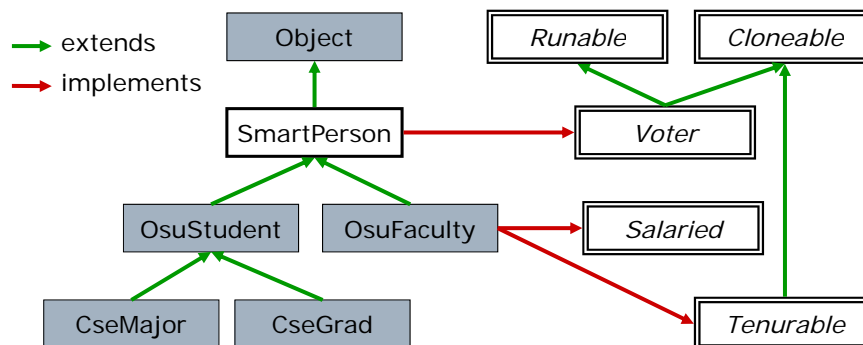 extends
implements
Object
Runable
Cloneable
SmartPerson
Voter
OsuStudent
OsuFaculty
Salaried
CseMajor
CseGrad
Tenurable